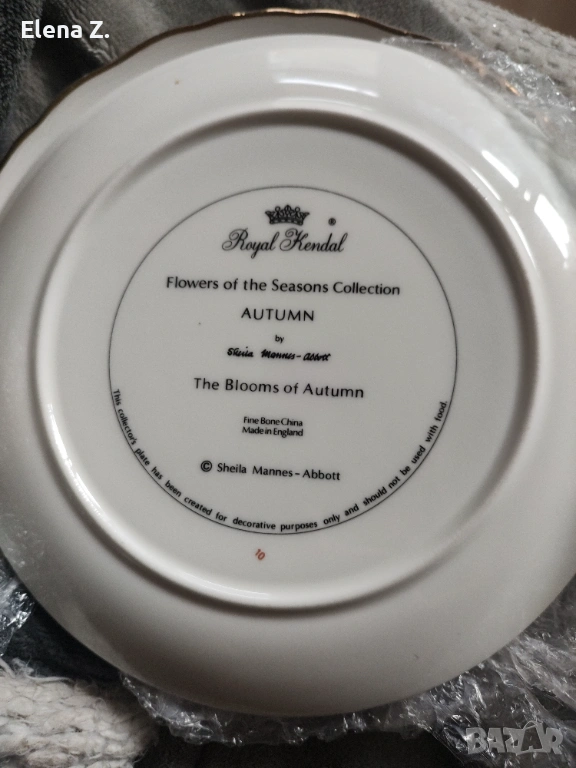 Elena Z.
Royal Kendal ®
Flowers of the Seasons Collection
AUTUMN
by
Sheila Mannes-Abbott
The Blooms of Autumn
Fine Bone China
Made in England
© Sheila Mannes-Abbott
This collector's plate has been created for decorative purposes only and should not be used with food.
10
BAZAR